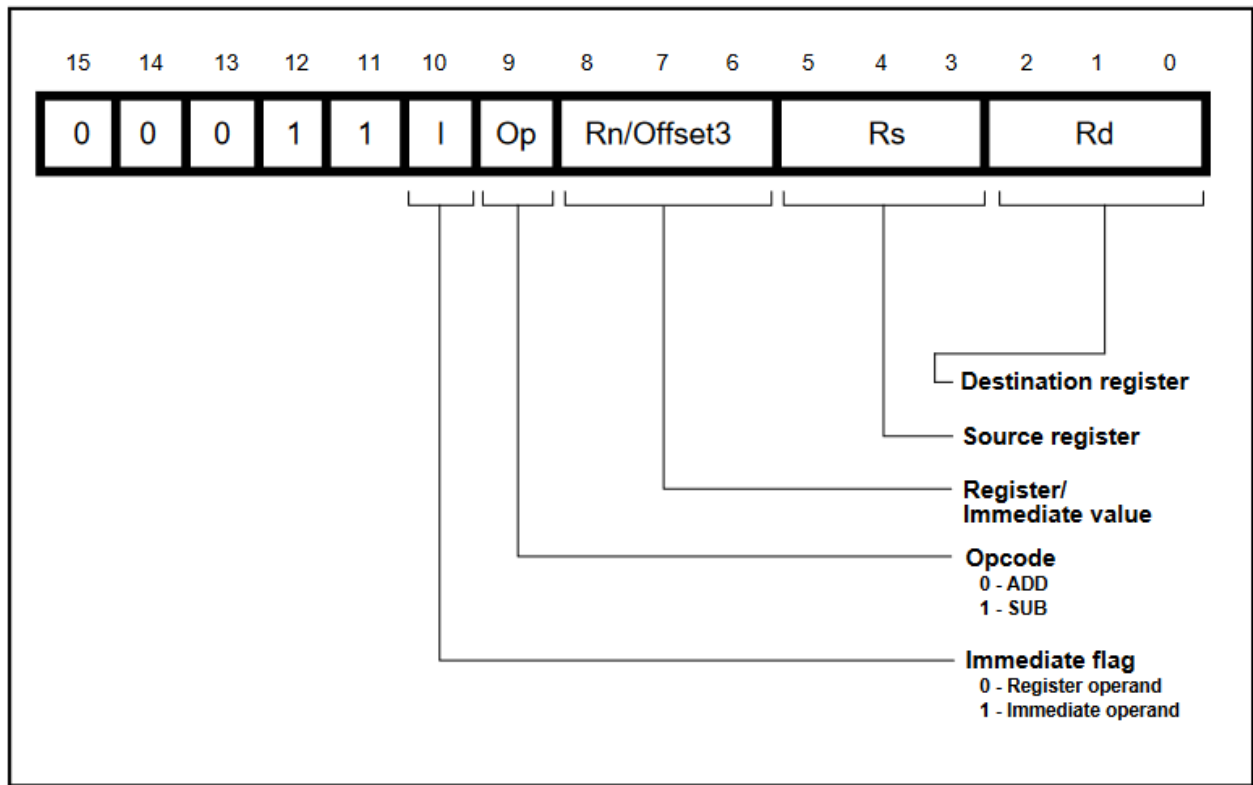 15 14 13 12 11 10 9 8 7 6 5 4 3 2 1 0
0 0 0 1 1 I Op Rn/Offset3 Rs Rd
Destination register
Source register
Register/
Immediate value
Opcode
0 - ADD
1 - SUB
Immediate flag
0 - Register operand
1 - Immediate operand